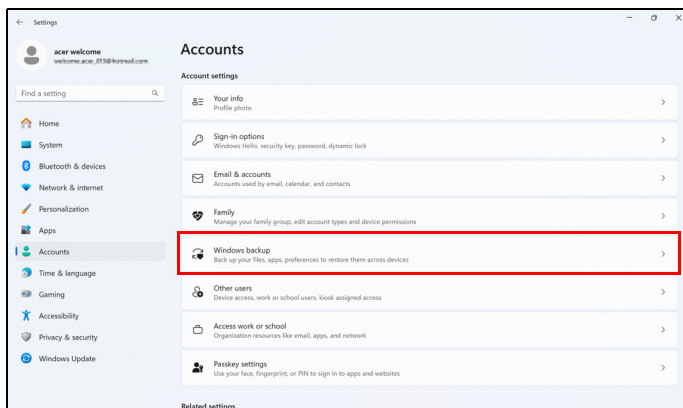 Settings
acer welcome
Find a setting
Home
System
Bluetooth & devices
Network & internet
Personalization
Apps
Accounts
Time & language
Gaming
Accessibility
Privacy & security
Windows Update
Accounts
Account settings
Your info
Profile photo
Sign-in options
Windows Hello, security key, password, dynamic lock
Email & accounts
Accounts used by email, calendar, and contacts
Family
Manage your family group, edit account types and device permissions
Windows backup
Back up your files, apps, preferences to restore them across devices
Other users
Device access, work or school users, kiosk assigned access
Access work or school
Organization resources like email, apps, and network
Passkey settings
Use your face, fingerprint, or PIN to sign in to apps and websites
Related settings